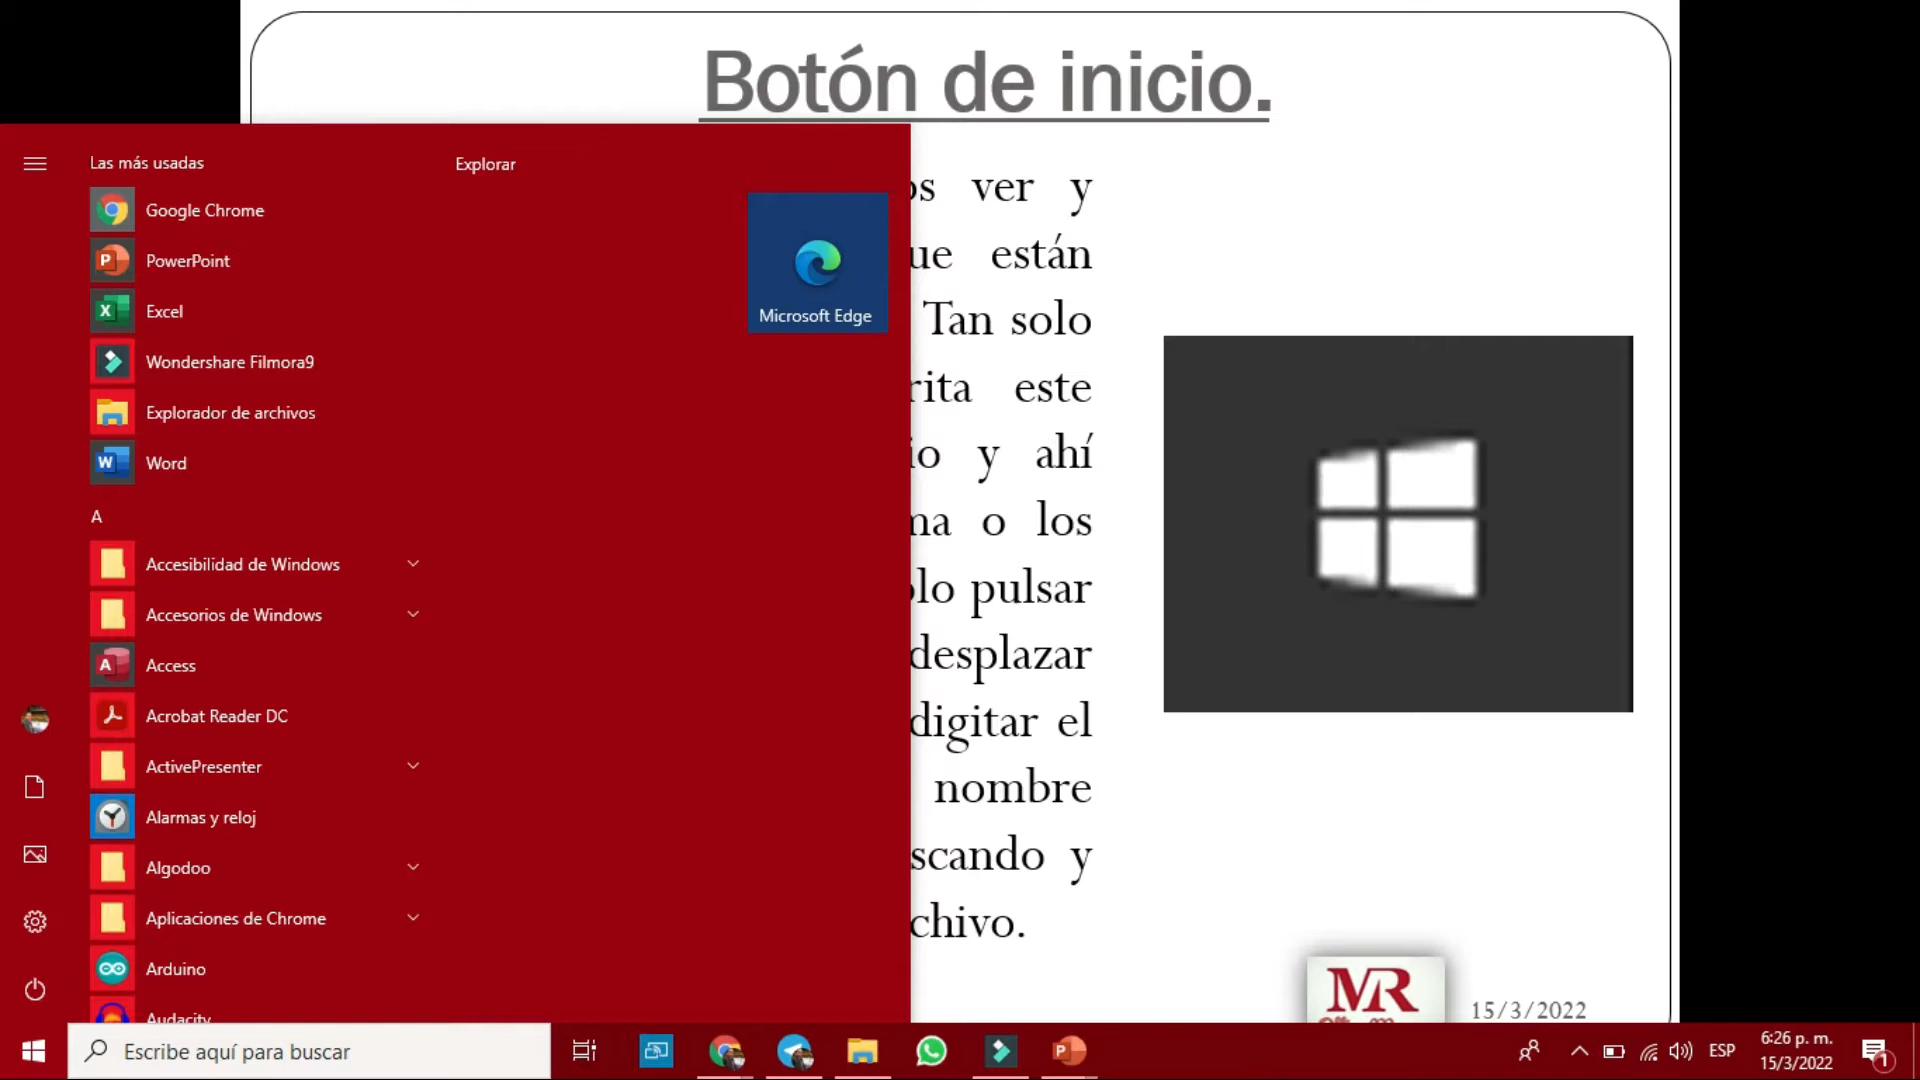 Botón de inicio.
Las más usadas
Explorar
Google Chrome
PowerPoint
Excel
Wondershare Filmora9
Explorador de archivos
Word
A
Accesibilidad de Windows
Accesorios de Windows
Access
Acrobat Reader DC
ActivePresenter
Alarmas y reloj
Algodoo
Aplicaciones de Chrome
Arduino
Audacity
Microsoft Edge
ver y
están
Tan solo
este
y ahí
o los
pulsar
desplazar
digitar el
nombre
y
MR
15/3/2022
Escribe aquí para buscar
ESP
6:26 p. m.
15/3/2022
1